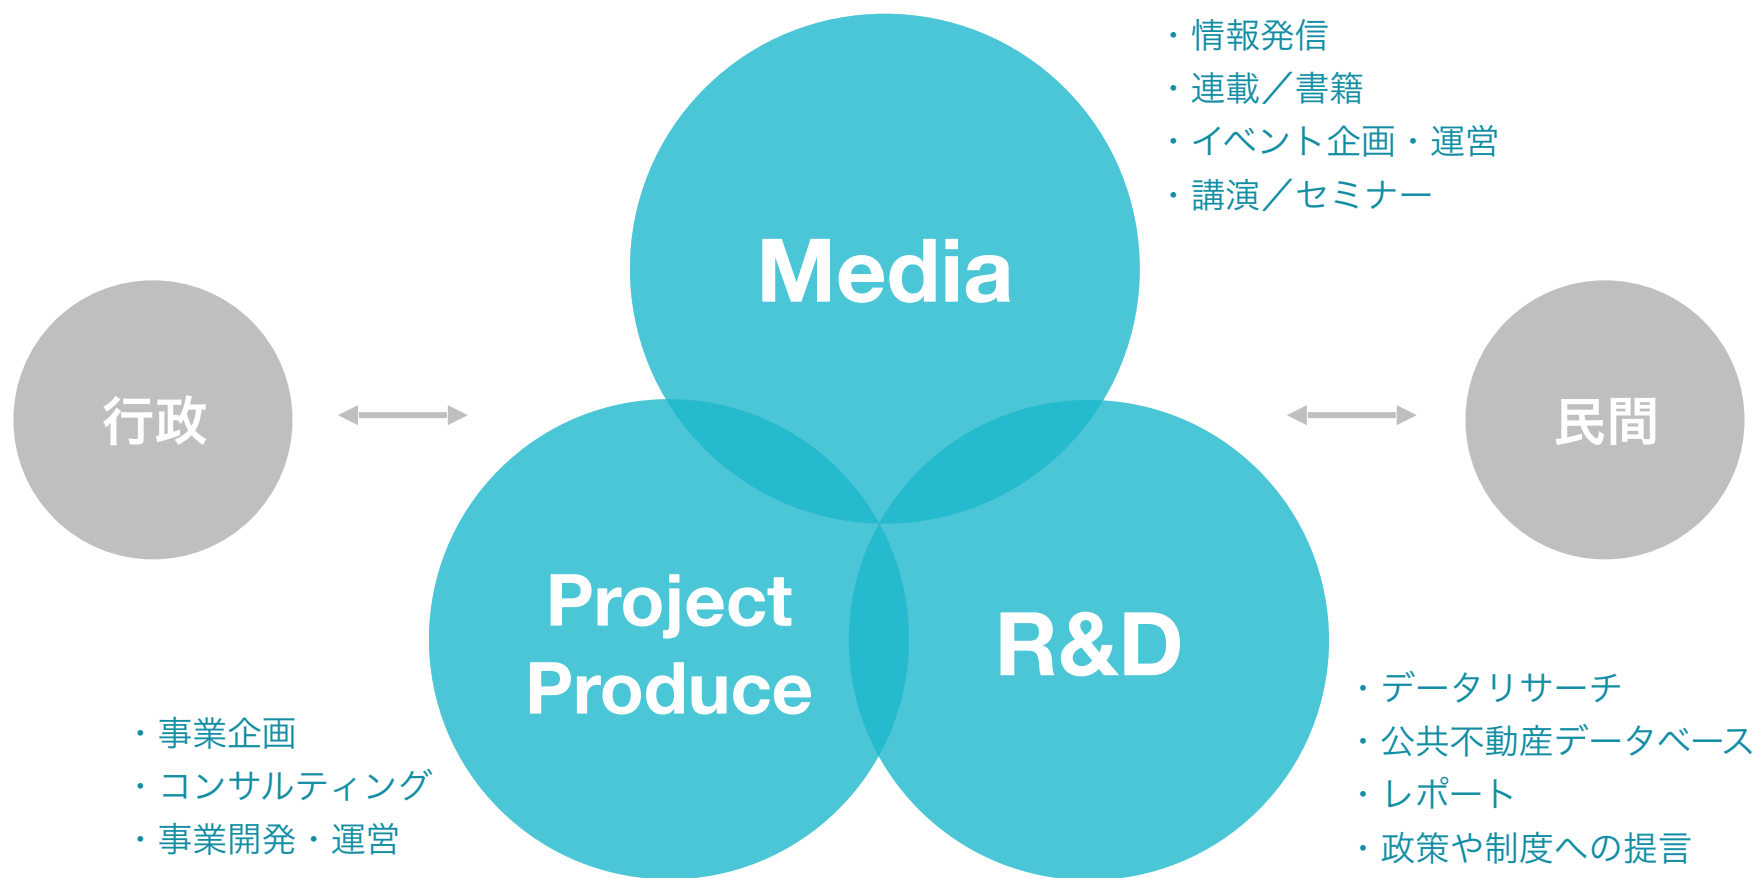 ・情報発信
・連載／書籍
・イベント企画・運営
・講演／セミナー
Media
行政
民間
Project
Produce
R&D
・事業企画
・コンサルティング
・事業開発・運営
・データリサーチ
・公共不動産データベース
・レポート
・政策や制度への提言